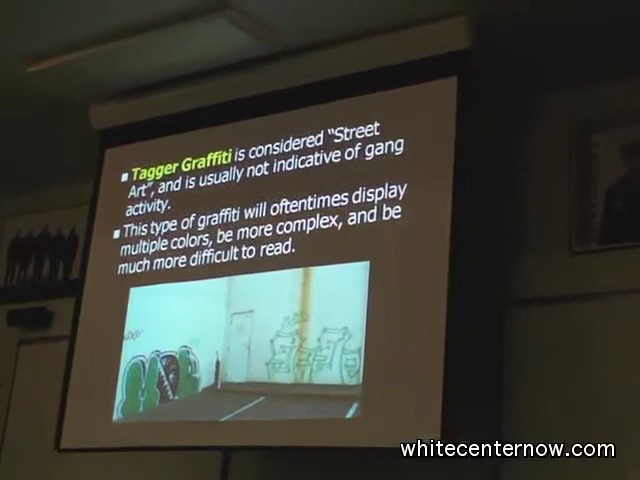 Tagger Graffiti is considered “Street
Art”, and is usually not indicative of gang
activity.
This type of graffiti will oftentimes display
multiple colors, be more complex, and be
much more difficult to read.
whitecenternow.com